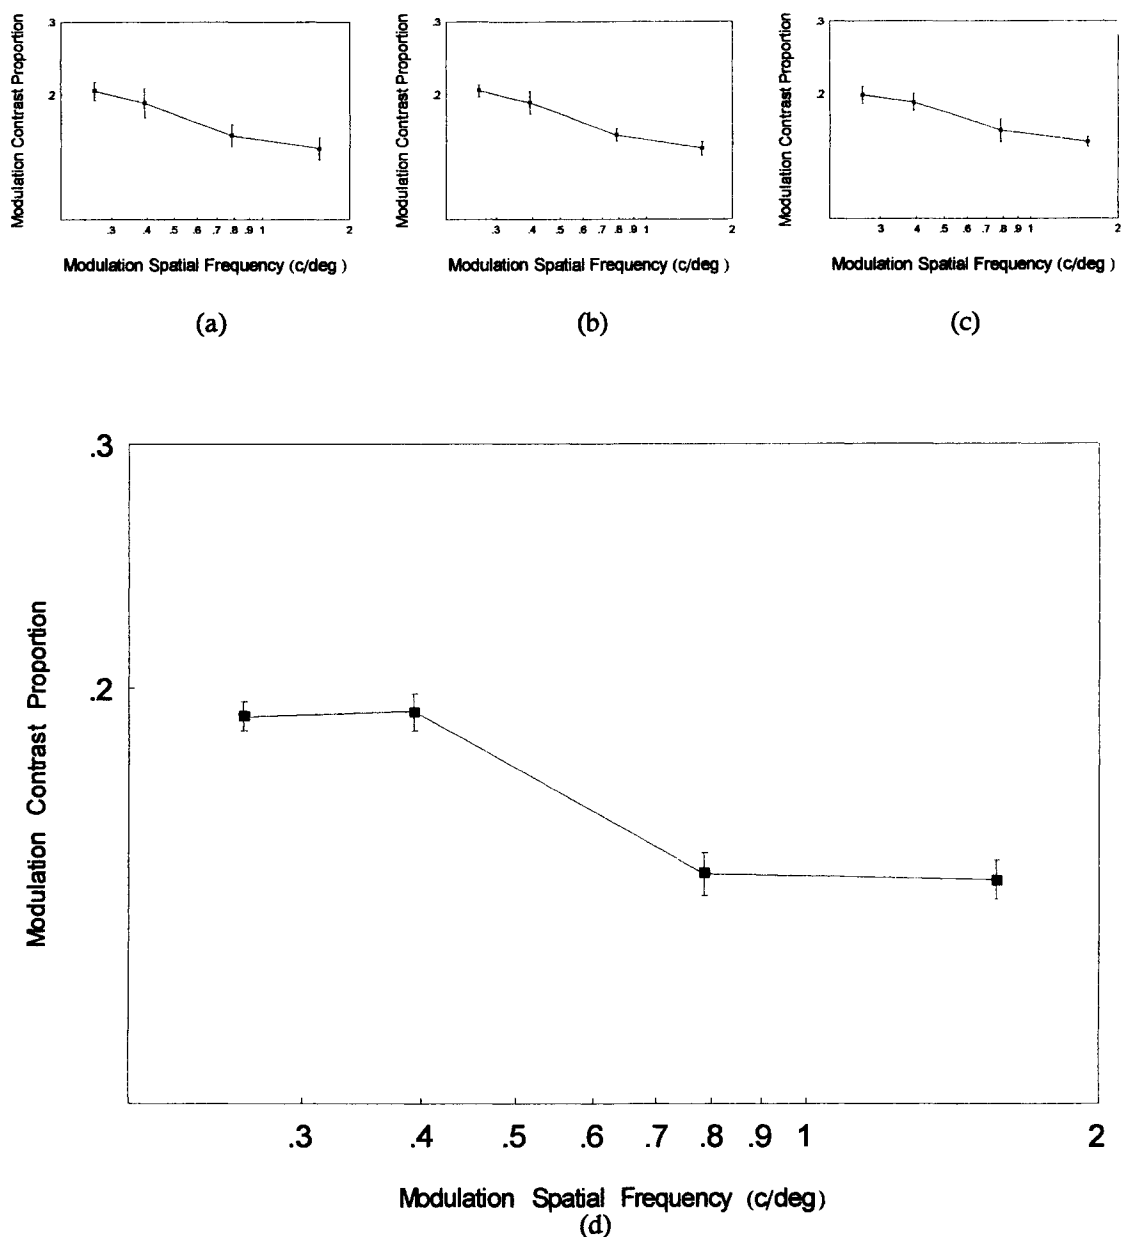 .3
.2
Modulation Contrast Proportion
.3 .4 .5 .6 .7 .8 .9 1 2
Modulation Spatial Frequency (c/deg )
(a)
.3
.2
Modulation Contrast Proportion
.3 .4 .5 .6 .7 .8 .9 1 2
Modulation Spatial Frequency (c/deg )
(b)
.3
.2
Modulation Contrast Proportion
3 4 .5 .6 .7 .8 .9 1 2
Modulation Spatial Frequency (c/deg )
(c)
.3
.2
Modulation Contrast Proportion
.3 .4 .5 .6 .7 .8 .9 1 2
Modulation Spatial Frequency (c/deg)
(d)